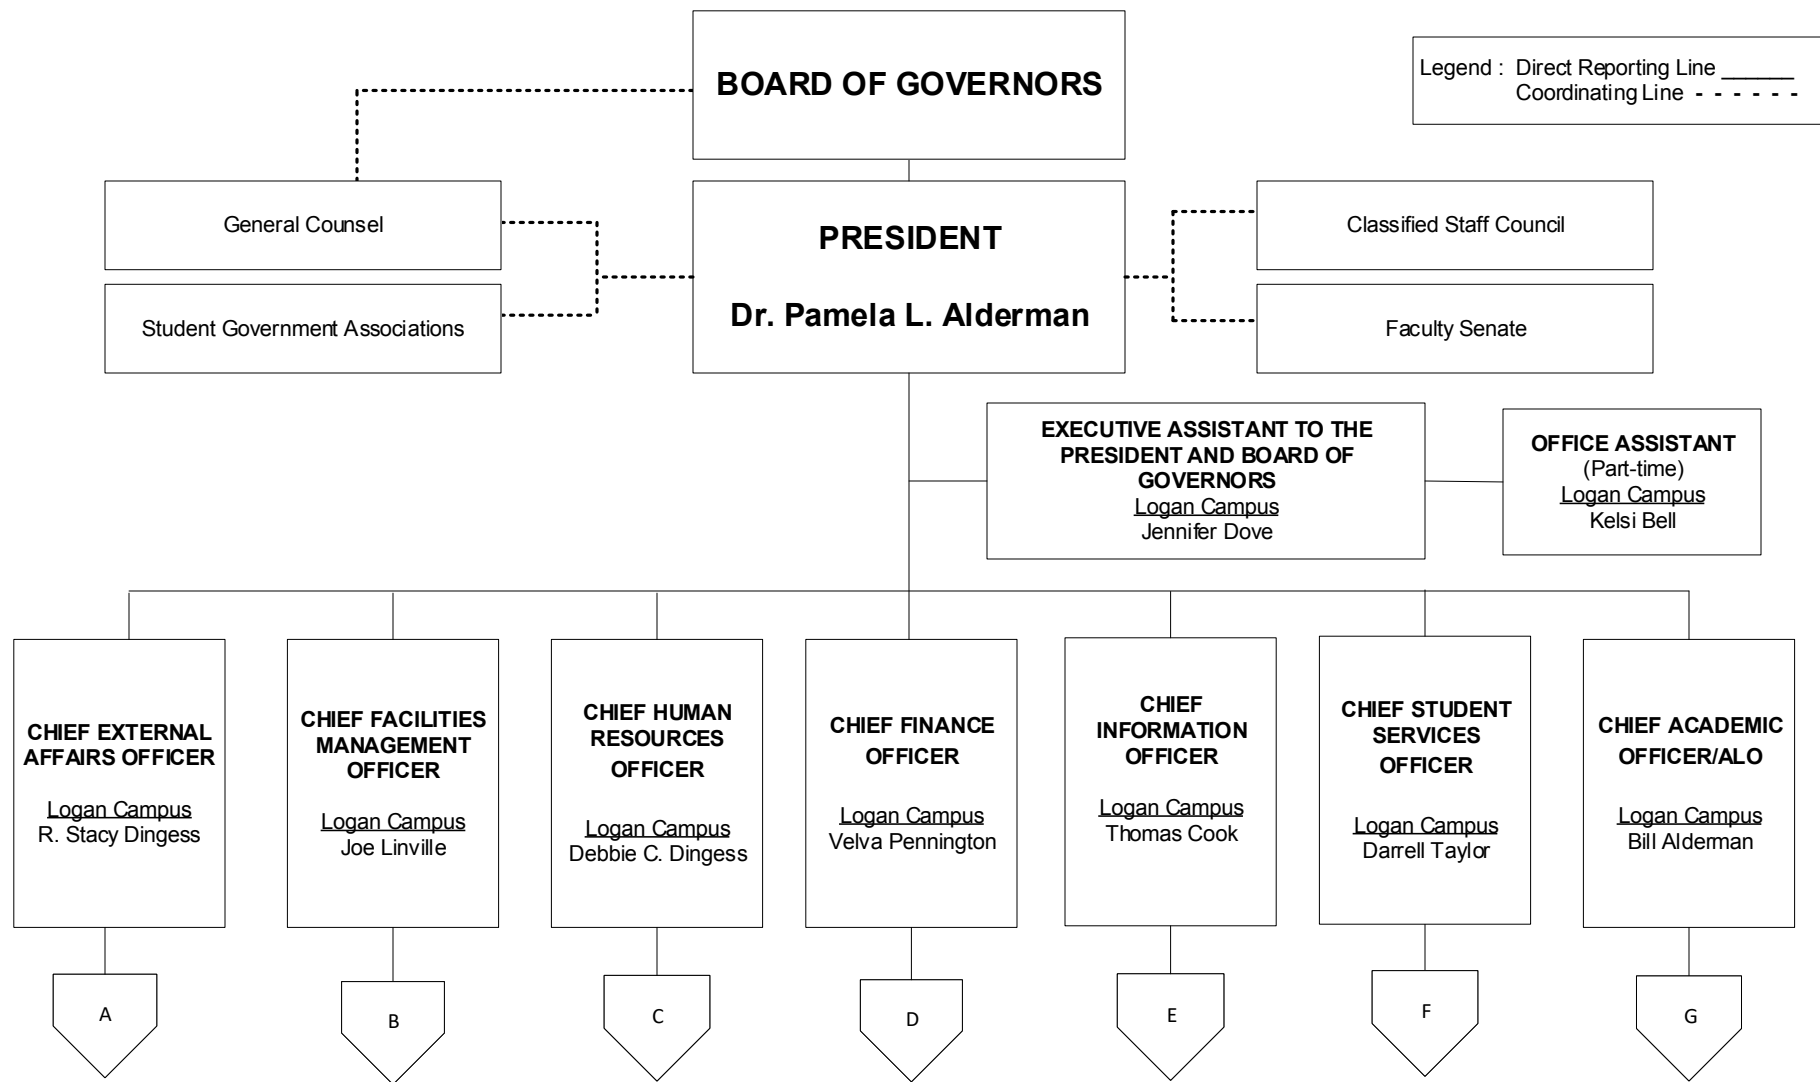 BOARD OF GOVERNORS
Legend : Direct Reporting Line ______
Coordinating Line - - - - - -
General Counsel
Student Government Associations
PRESIDENT
Dr. Pamela L. Alderman
Classified Staff Council
Faculty Senate
EXECUTIVE ASSISTANT TO THE
PRESIDENT AND BOARD OF
GOVERNORS
Logan Campus
Jennifer Dove
OFFICE ASSISTANT
(Part-time)
Logan Campus
Kelsi Bell
CHIEF EXTERNAL
AFFAIRS OFFICER
Logan Campus
R. Stacy Dingess
CHIEF FACILITIES
MANAGEMENT
OFFICER
Logan Campus
Joe Linville
CHIEF HUMAN
RESOURCES
OFFICER
Logan Campus
Debbie C. Dingess
CHIEF FINANCE
OFFICER
Logan Campus
Velva Pennington
CHIEF
INFORMATION
OFFICER
Logan Campus
Thomas Cook
CHIEF STUDENT
SERVICES
OFFICER
Logan Campus
Darrell Taylor
CHIEF ACADEMIC
OFFICER/ALO
Logan Campus
Bill Alderman
A
B
C
D
E
F
G